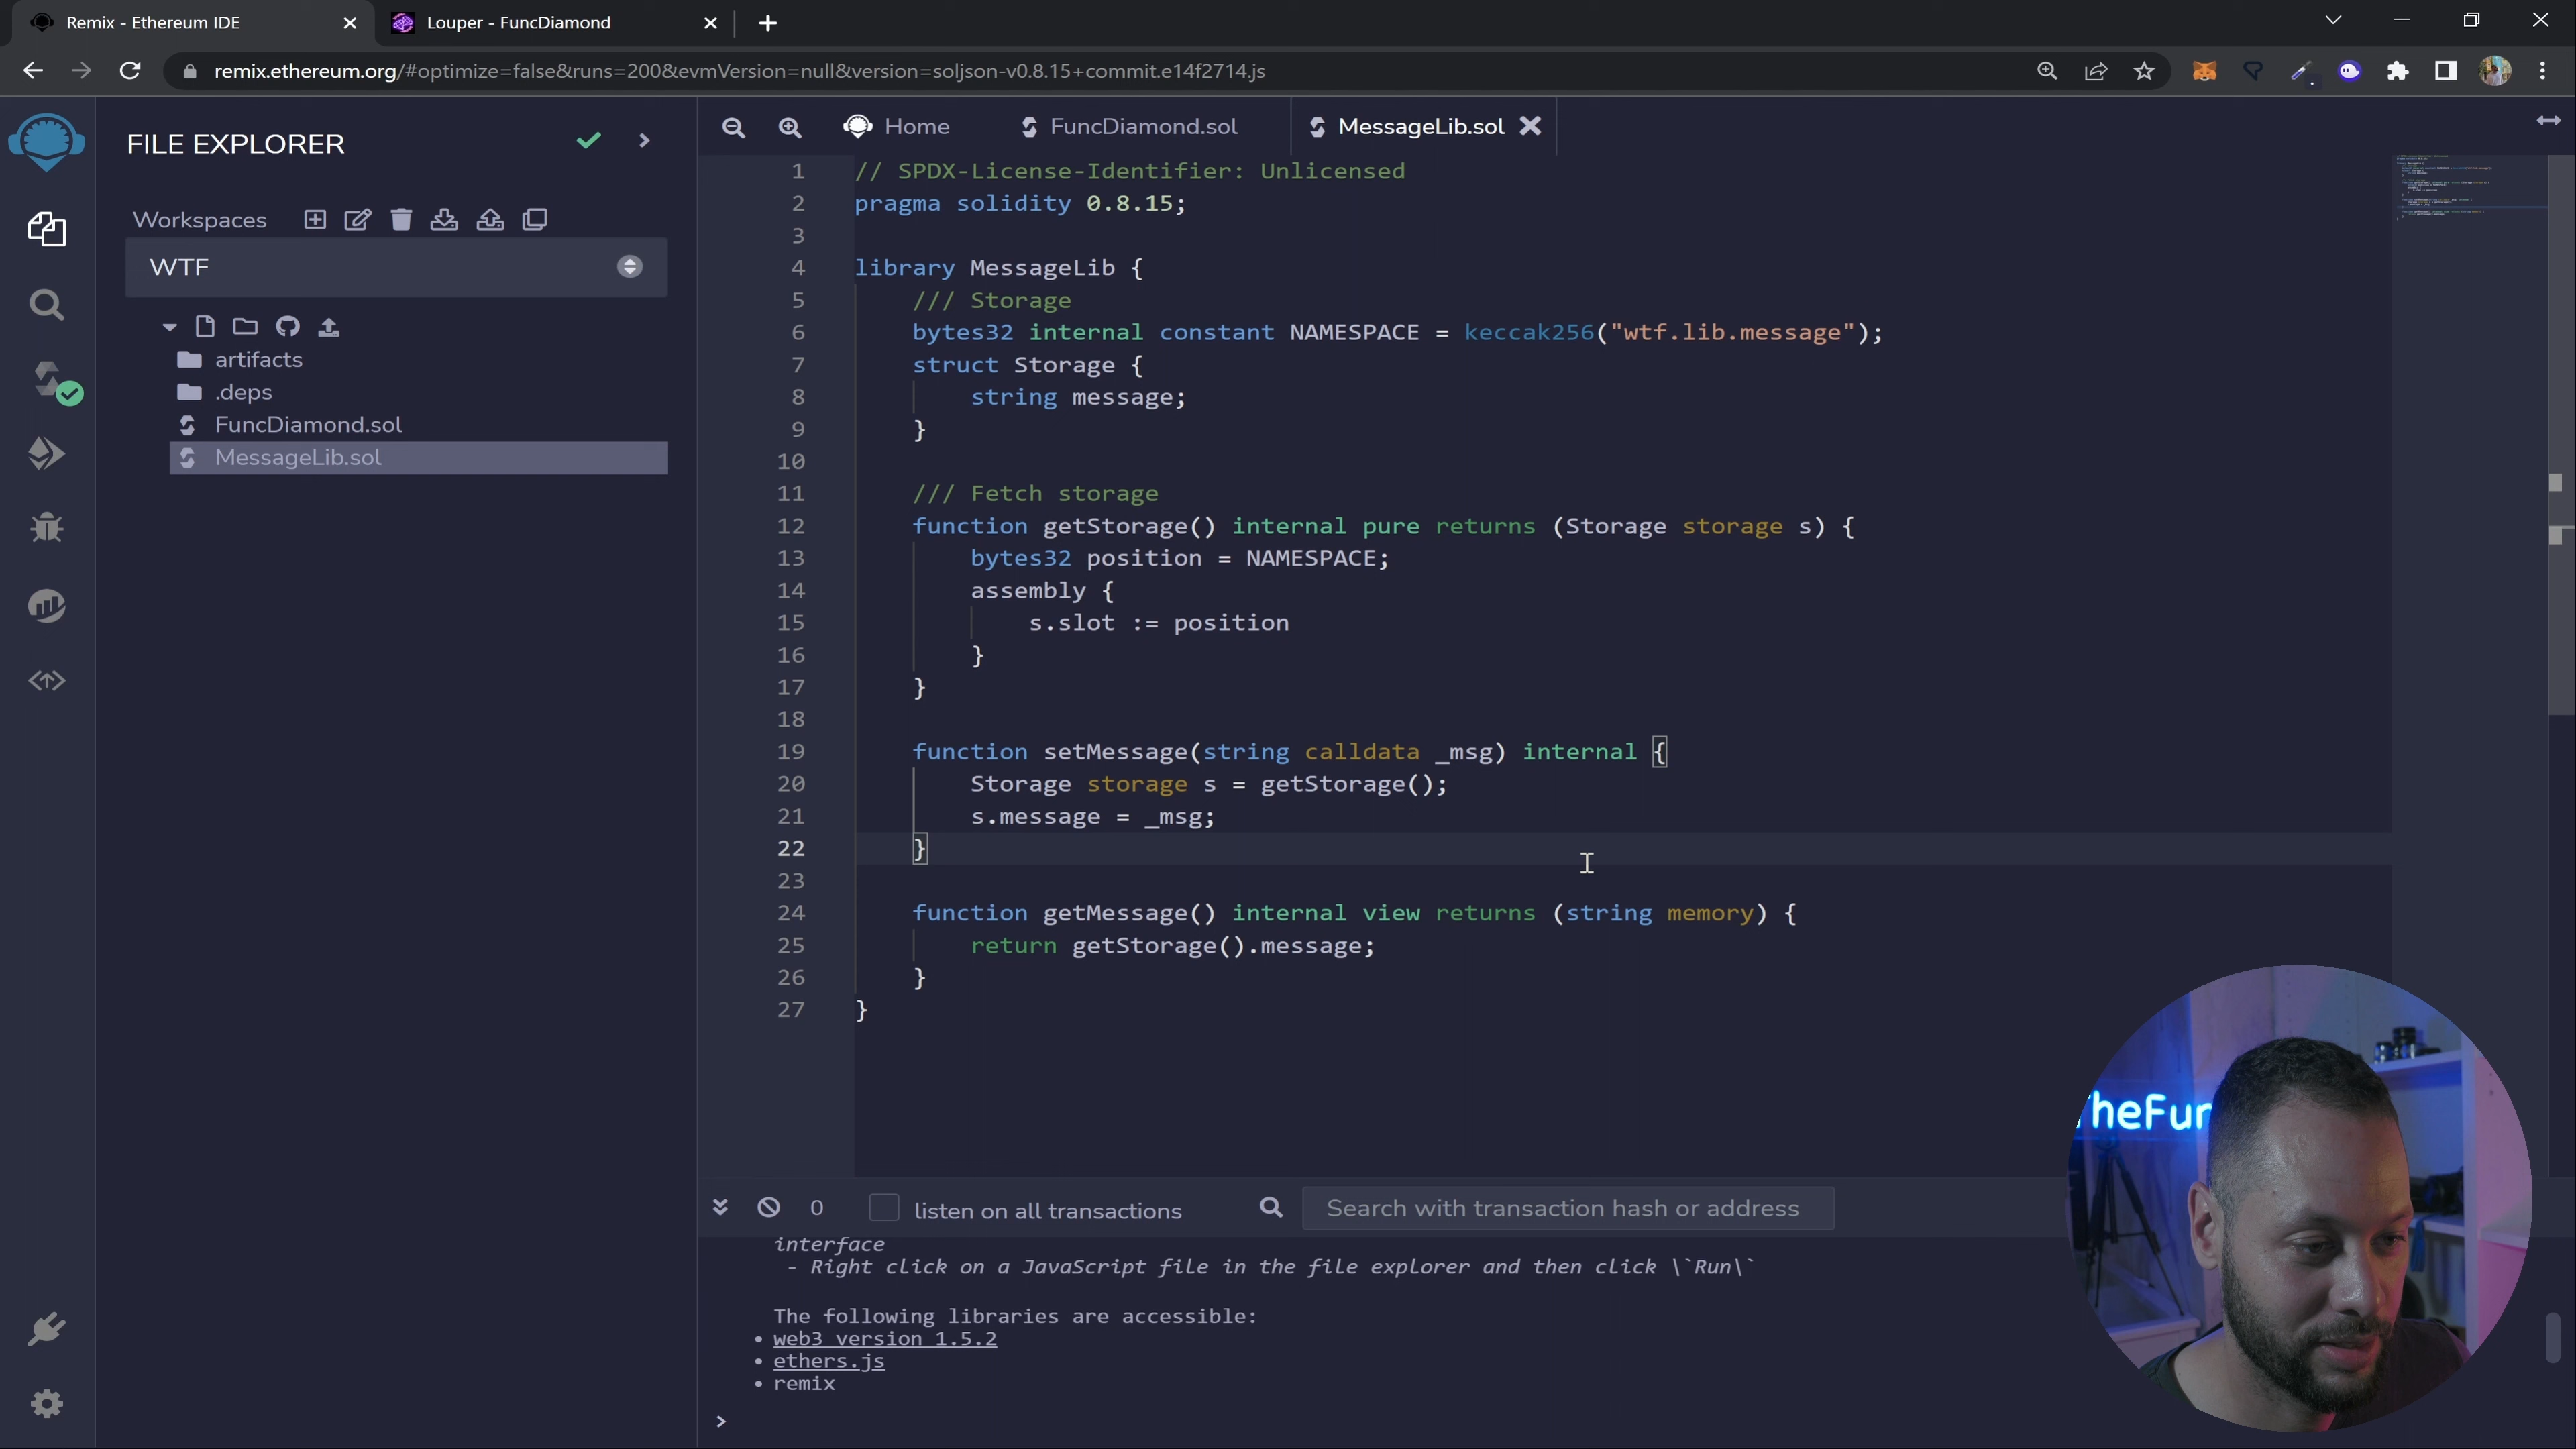 Remix - Ethereum IDE
Louper - FuncDiamond
remix.ethereum.org/#optimize=false&runs=200&evmVersion=null&version=soljson-v0.8.15+commit.e14f2714.js
FILE EXPLORER
Workspaces
WTF
artifacts
.deps
FuncDiamond.sol
MessageLib.sol
Home
FuncDiamond.sol
MessageLib.sol
1 // SPDX-License-Identifier: Unlicensed
2 pragma solidity 0.8.15;
3
4 library MessageLib {
5 /// Storage
6 bytes32 internal constant NAMESPACE = keccak256("wtf.lib.message");
7 struct Storage {
8 string message;
9 }
10
11 /// Fetch storage
12 function getStorage() internal pure returns (Storage storage s) {
13 bytes32 position = NAMESPACE;
14 assembly {
15 s.slot := position
16 }
17 }
18
19 function setMessage(string calldata _msg) internal {
20 Storage storage s = getStorage();
21 s.message = _msg;
22 }
23
24 function getMessage() internal view returns (string memory) {
25 return getStorage().message;
26 }
27 }
0 listen on all transactions Search with transaction hash or address
interface
- Right click on a JavaScript file in the file explorer and then click \`Run\`
The following libraries are accessible:
• web3 version 1.5.2
• ethers.js
• remix
>
TheFun